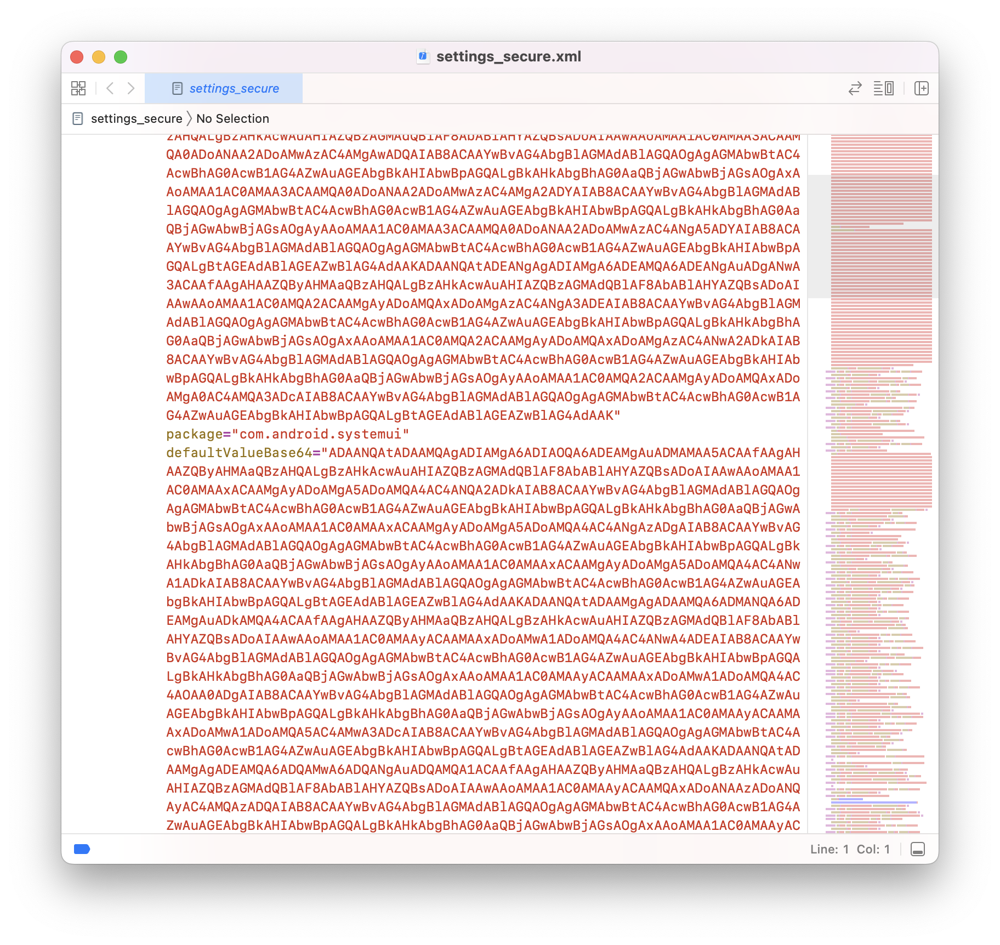 settings_secure.xml
settings_secure
settings_secure 〉 No Selection
zAHQALgBzAHkAcwAuAHIAZQBzAGMAdQBlAF8AbABlAHYAZQBsADoAIAAwAAoAMAA1AC0AMAA3ACAAM
QA0ADoANAA2ADoAMwAzAC4AMgAwADQAIAB8ACAAYwBvAG4AbgBlAGMAdABlAGQAOgAgAGMAbwBtAC4
AcwBhAG0AcwB1AG4AZwAuAGEAbgBkAHIAbwBpAGQALgBkAHkAbgBhAG0AaQBjAGwAbwBjAGsAOgAxA
AoAMAA1AC0AMAA3ACAAMQA0ADoANAA2ADoAMwAzAC4AMgA2ADYAIAB8ACAAYwBvAG4AbgBlAGMAdAB
lAGQAOgAgAGMAbwBtAC4AcwBhAG0AcwB1AG4AZwAuAGEAbgBkAHIAbwBpAGQALgBkAHkAbgBhAG0Aa
QBjAGwAbwBjAGsAOgAyAAoAMAA1AC0AMAA3ACAAMQA0ADoANAA2ADoAMwAzAC4ANgA5ADYAIAB8ACA
AYwBvAG4AbgBlAGMAdABlAGQAOgAgAGMAbwBtAC4AcwBhAG0AcwB1AG4AZwAuAGEAbgBkAHIAbwBpA
GQALgBtAGEAdABlAGEAZwBlAG4AdAAKADAANQAtADEANgAgADIAMgA6ADEAMQA6ADEANgAuADgANwA
3ACAAfAAgAHAAZQByAHMAaQBzAHQALgBzAHkAcwAuAHIAZQBzAGMAdQBlAF8AbABlAHYAZQBsADoAI
AAwAAoAMAA1AC0AMQA2ACAAMgAyADoAMQAxADoAMgAzAC4ANgA3ADEAIAB8ACAAYwBvAG4AbgBlAGM
AdABlAGQAOgAgAGMAbwBtAC4AcwBhAG0AcwB1AG4AZwAuAGEAbgBkAHIAbwBpAGQALgBkAHkAbgBhA
G0AaQBjAGwAbwBjAGsAOgAxAAoAMAA1AC0AMQA2ACAAMgAyADoAMQAxADoAMgAzAC4ANwA2ADkAIAB
8ACAAYwBvAG4AbgBlAGMAdABlAGQAOgAgAGMAbwBtAC4AcwBhAG0AcwB1AG4AZwAuAGEAbgBkAHIAb
wBpAGQALgBkAHkAbgBhAG0AaQBjAGwAbwBjAGsAOgAyAAoAMAA1AC0AMQA2ACAAMgAyADoAMQAxADo
AMgA0AC4AMQA3ADcAIAB8ACAAYwBvAG4AbgBlAGMAdABlAGQAOgAgAGMAbwBtAC4AcwBhAG0AcwB1A
G4AZwAuAGEAbgBkAHIAbwBpAGQALgBtAGEAdABlAGEAZwBlAG4AdAAK"
package="com.android.systemui"
defaultValueBase64="ADAANQAtADAAMQAgADIAMgA6ADIAOQA6ADEAMgAuADMAMAA5ACAAfAAgAH
AAZQByAHMAaQBzAHQALgBzAHkAcwAuAHIAZQBzAGMAdQBlAF8AbABlAHYAZQBsADoAIAAwAAoAMAA1
AC0AMAAxACAAMgAyADoAMgA5ADoAMQA4AC4ANQA2ADkAIAB8ACAAYwBvAG4AbgBlAGMAdABlAGQAOg
AgAGMAbwBtAC4AcwBhAG0AcwB1AG4AZwAuAGEAbgBkAHIAbwBpAGQALgBkAHkAbgBhAG0AaQBjAGwA
bwBjAGsAOgAxAAoAMAA1AC0AMAAxACAAMgAyADoAMgA5ADoAMQA4AC4ANgAzADgAIAB8ACAAYwBvAG
4AbgBlAGMAdABlAGQAOgAgAGMAbwBtAC4AcwBhAG0AcwB1AG4AZwAuAGEAbgBkAHIAbwBpAGQALgBk
AHkAbgBhAG0AaQBjAGwAbwBjAGsAOgAyAAoAMAA1AC0AMAAxACAAMgAyADoAMgA5ADoAMQA4AC4ANw
A1ADkAIAB8ACAAYwBvAG4AbgBlAGMAdABlAGQAOgAgAGMAbwBtAC4AcwBhAG0AcwB1AG4AZwAuAGEA
bgBkAHIAbwBpAGQALgBtAGEAdABlAGEAZwBlAG4AdAAKADAANQAtADAAMgAgADAAMQA6ADMANQA6AD
EAMgAuADkAMQA4ACAAfAAgAHAAZQByAHMAaQBzAHQALgBzAHkAcwAuAHIAZQBzAGMAdQBlAF8AbABl
AHYAZQBsADoAIAAwAAoAMAA1AC0AMAAyACAAMAAxADoAMwA1ADoAMQA4AC4ANwA4ADEAIAB8ACAAYw
BvAG4AbgBlAGMAdABlAGQAOgAgAGMAbwBtAC4AcwBhAG0AcwB1AG4AZwAuAGEAbgBkAHIAbwBpAGQA
LgBkAHkAbgBhAG0AaQBjAGwAbwBjAGsAOgAxAAoAMAA1AC0AMAAyACAAMAAxADoAMwA1ADoAMQA4AC
4AOAA0ADgAIAB8ACAAYwBvAG4AbgBlAGMAdABlAGQAOgAgAGMAbwBtAC4AcwBhAG0AcwB1AG4AZwAu
AGEAbgBkAHIAbwBpAGQALgBkAHkAbgBhAG0AaQBjAGwAbwBjAGsAOgAyAAoAMAA1AC0AMAAyACAAMA
AxADoAMwA1ADoAMQA5AC4AMwA3ADcAIAB8ACAAYwBvAG4AbgBlAGMAdABlAGQAOgAgAGMAbwBtAC4A
cwBhAG0AcwB1AG4AZwAuAGEAbgBkAHIAbwBpAGQALgBtAGEAdABlAGEAZwBlAG4AdAAKADAANQAtAD
AAMgAgADEAMQA6ADQAMwA6ADQANgAuADQAMQA1ACAAfAAgAHAAZQByAHMAaQBzAHQALgBzAHkAcwAu
AHIAZQBzAGMAdQBlAF8AbABlAHYAZQBsADoAIAAwAAoAMAA1AC0AMAAyACAAMQAxADoANAAzADoANQ
AyAC4AMQAzADQAIAB8ACAAYwBvAG4AbgBlAGMAdABlAGQAOgAgAGMAbwBtAC4AcwBhAG0AcwB1AG4A
ZwAuAGEAbgBkAHIAbwBpAGQALgBkAHkAbgBhAG0AaQBjAGwAbwBjAGsAOgAxAAoAMAA1AC0AMAAyAC
Line: 1 Col: 1